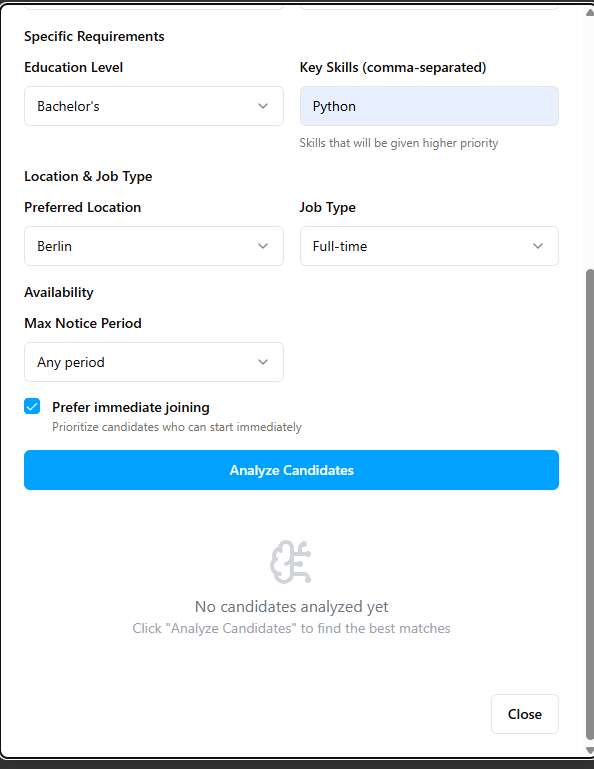 Specific Requirements
Education Level
Key Skills (comma-separated)
Bachelor's
Python
Skills that will be given higher priority
Location & Job Type
Preferred Location
Job Type
Berlin
Full-time
Availability
Max Notice Period
Any period
Prefer immediate joining
Prioritize candidates who can start immediately
Analyze Candidates
No candidates analyzed yet
Click "Analyze Candidates" to find the best matches
Close